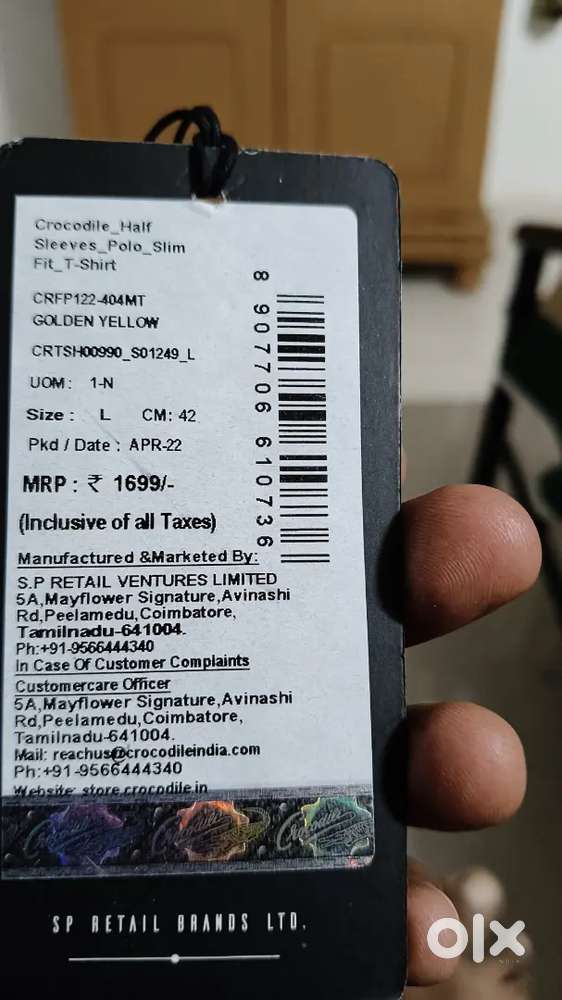 Crocodile_Half
Sleeves_Polo_Slim
Fit_T-Shirt
CRFP122-404MT
GOLDEN YELLOW
CRTSH00990_S01249_L
UOM : 1-N
Size : L CM: 42
Pkd / Date : APR-22
MRP : ₹ 1699/-
(Inclusive of all Taxes)
8 907706 610736
Manufactured &Marketed By:
S.P RETAIL VENTURES LIMITED
5A,Mayflower Signature,Avinashi
Rd,Peelamedu,Coimbatore,
Tamilnadu-641004.
Ph:+91-9566444340
In Case Of Customer Complaints
Customercare Officer
5A,Mayflower Signature,Avinashi
Rd,Peelamedu,Coimbatore,
Tamilnadu-641004.
Mail: reachus@crocodileindia.com
Ph:+91-9566444340
Website: store.crocodile.in
SP RETAIL BRANDS LTD.
olx
INDIA